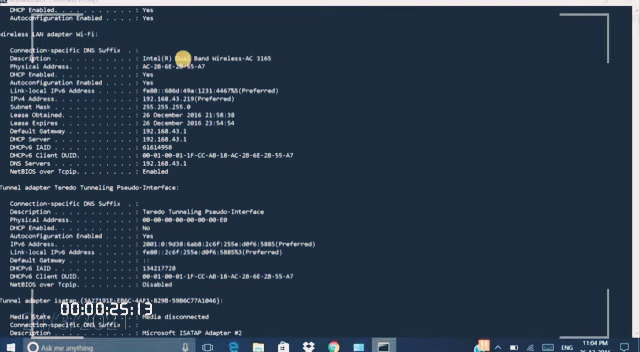 DHCP Enabled. . . . . . . . . . . : Yes
Autoconfiguration Enabled . . . . : Yes
Wireless LAN adapter Wi-Fi:
Connection-specific DNS Suffix . :
Description . . . . . . . . . . . : Intel(R) Dual Band Wireless-AC 3165
Physical Address. . . . . . . . . : AC-2B-6E-2B-55-A7
DHCP Enabled. . . . . . . . . . . : Yes
Autoconfiguration Enabled . . . . : Yes
Link-local IPv6 Address . . . . . : fe80::686d:49a:1231:4467%5(Preferred)
IPv4 Address. . . . . . . . . . . : 192.168.43.219(Preferred)
Subnet Mask . . . . . . . . . . . : 255.255.255.0
Lease Obtained. . . . . . . . . . : 26 December 2016 21:58:38
Lease Expires . . . . . . . . . . : 26 December 2016 23:54:54
Default Gateway . . . . . . . . . : 192.168.43.1
DHCP Server . . . . . . . . . . . : 192.168.43.1
DHCPv6 IAID . . . . . . . . . . . : 61614958
DHCPv6 Client DUID. . . . . . . . : 00-01-00-01-1F-CC-AB-18-AC-2B-6E-2B-55-A7
DNS Servers . . . . . . . . . . . : 192.168.43.1
NetBIOS over Tcpip. . . . . . . . : Enabled
Tunnel adapter Teredo Tunneling Pseudo-Interface:
Connection-specific DNS Suffix . :
Description . . . . . . . . . . . : Teredo Tunneling Pseudo-Interface
Physical Address. . . . . . . . . : 00-00-00-00-00-00-00-E0
DHCP Enabled. . . . . . . . . . . : No
Autoconfiguration Enabled . . . . : Yes
IPv6 Address. . . . . . . . . . . : 2001:0:9d38:6ab8:2c6f:255e:d0f6:5885(Preferred)
Link-local IPv6 Address . . . . . : fe80::2c6f:255e:d0f6:5885%3(Preferred)
Default Gateway . . . . . . . . . : ::
DHCPv6 IAID . . . . . . . . . . . : 134217728
DHCPv6 Client DUID. . . . . . . . : 00-01-00-01-1F-CC-AB-18-AC-2B-6E-2B-55-A7
NetBIOS over Tcpip. . . . . . . . : Disabled
Tunnel adapter isatap.
00:00:25:13
Media State . . . . . . . . . . . : Media disconnected
Connection-specific DNS Suffix . :
Description . . . . . . . . . . . : Microsoft ISATAP Adapter #2
Ask me anything
ENG
11:04 PM